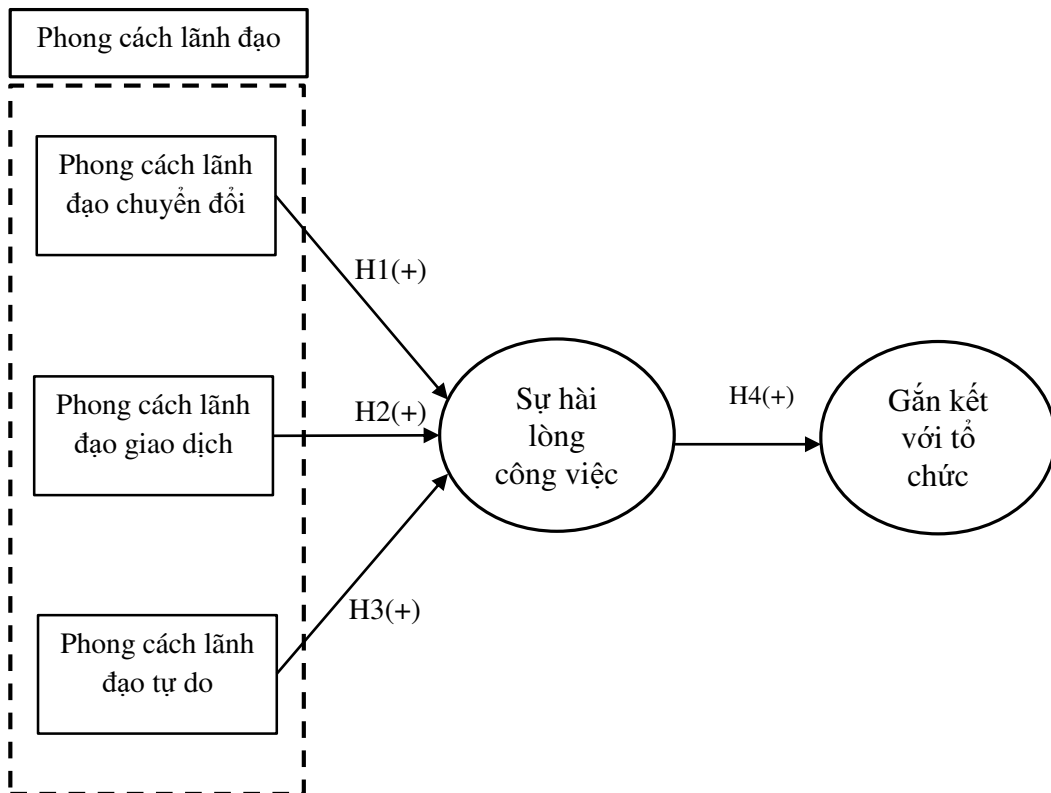 Phong cách lãnh đạo
Phong cách lãnh
đạo chuyển đổi
H1(+)
Phong cách lãnh
đạo giao dịch
H2(+)
Sự hài
lòng
công việc
H4(+)
Gắn kết
với tổ
chức
H3(+)
Phong cách lãnh
đạo tự do